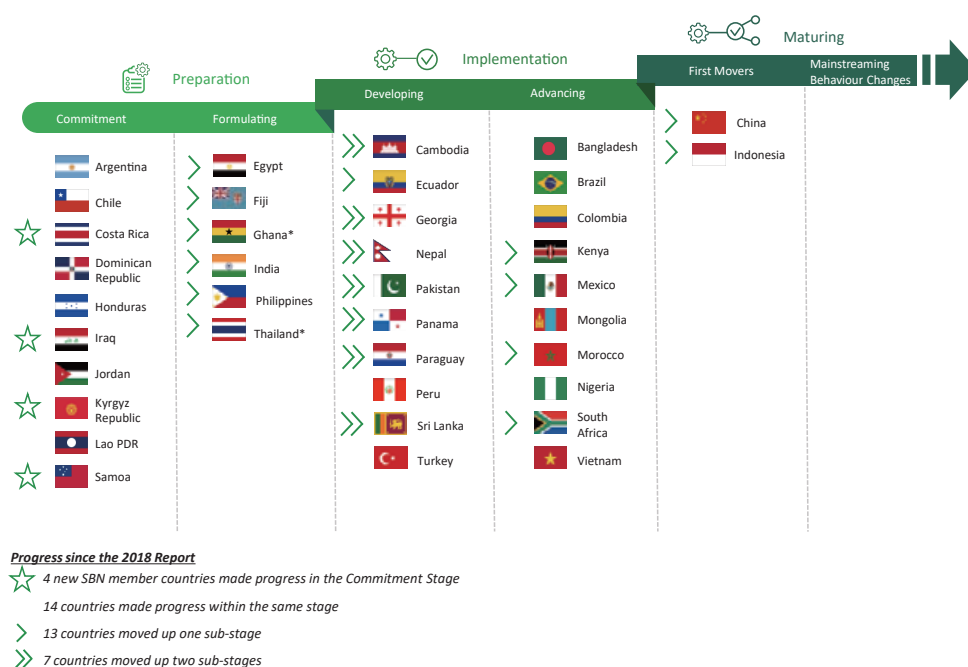 Preparation
Implementation
Maturing
Commitment
Formulating
Developing
Advancing
First Movers
Mainstreaming
Behaviour Changes
Argentina
Chile
Costa Rica
Dominican
Republic
Honduras
Iraq
Jordan
Kyrgyz
Republic
Lao PDR
Samoa
Egypt
Fiji
Ghana*
India
Philippines
Thailand*
Cambodia
Ecuador
Georgia
Nepal
Pakistan
Panama
Paraguay
Peru
Sri Lanka
Turkey
Bangladesh
Brazil
Colombia
Kenya
Mexico
Mongolia
Morocco
Nigeria
South
Africa
Vietnam
China
Indonesia
Progress since the 2018 Report
4 new SBN member countries made progress in the Commitment Stage
14 countries made progress within the same stage
13 countries moved up one sub-stage
7 countries moved up two sub-stages